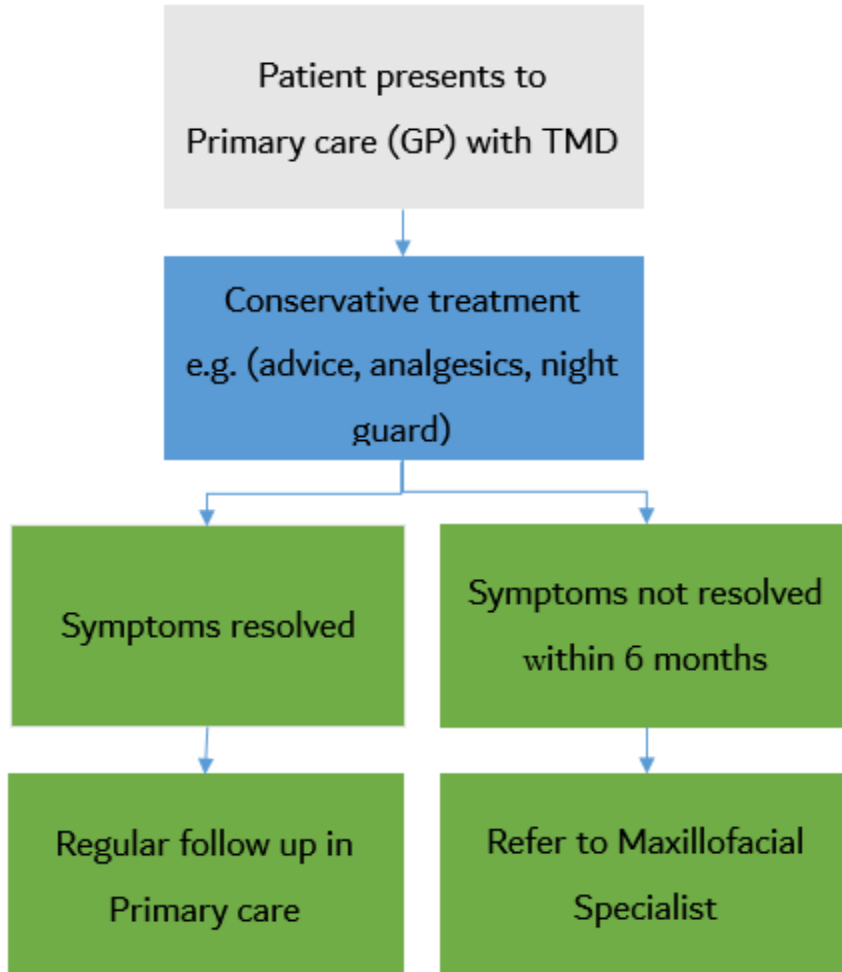 Patient presents to
Primary care (GP) with TMD
Conservative treatment
e.g. (advice, analgesics, night
guard)
Symptoms resolved
Symptoms not resolved
within 6 months
Regular follow up in
Primary care
Refer to Maxillofacial
Specialist